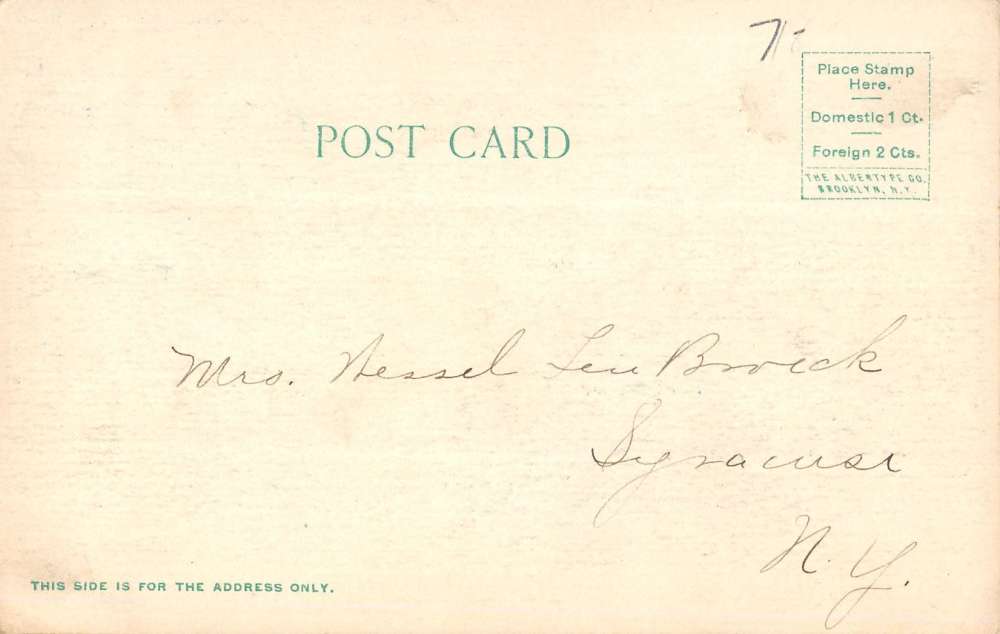 7
Place Stamp
Here.
Domestic 1 Ct.
Foreign 2 Cts.
THE ALBERTYPE CO.
BROOKLYN, N.Y.
POST CARD
Mrs. Hessel Ten Broeck
Syracuse
N. Y.
THIS SIDE IS FOR THE ADDRESS ONLY.